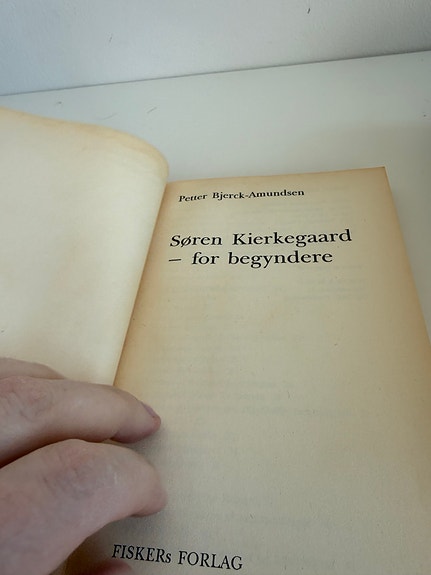 Petter Bjerck-Amundsen
Søren Kierkegaard
– for begyndere
FISKERs FORLAG